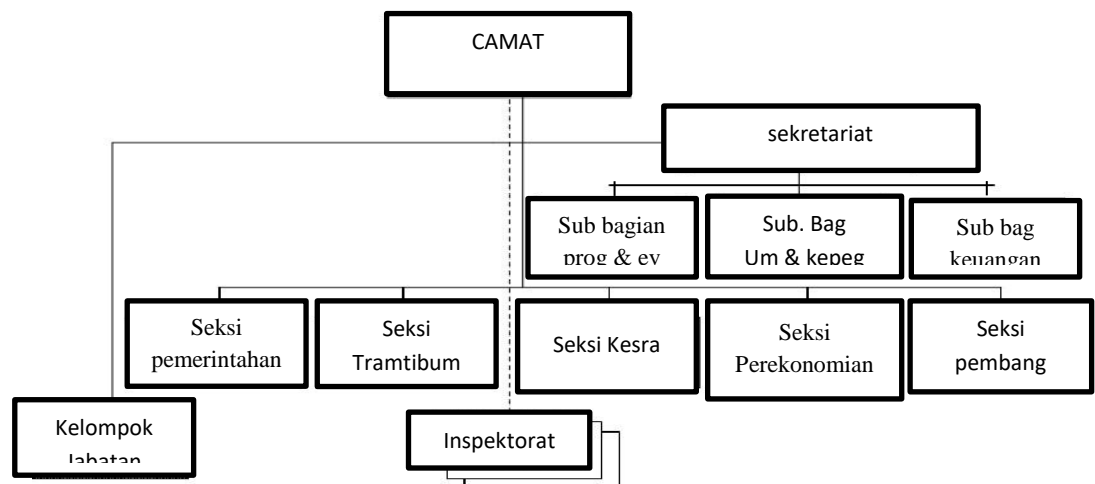 CAMAT
sekretariat
Sub bagian
prog & ev
Sub. Bag
Um & kepeg
Sub bag
keuangan
Seksi
pemerintahan
Seksi
Tramtibum
Seksi Kesra
Seksi
Perekonomian
Seksi
pembang
Kelompok
Jabatan
Inspektorat